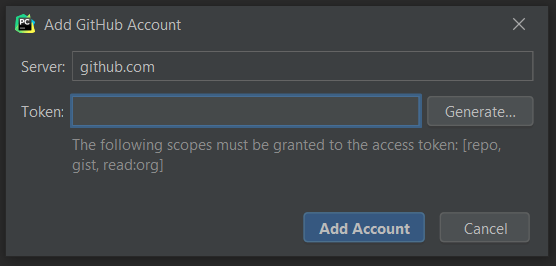 PC
Add GitHub Account
Server: github.com
Token: Generate...
The following scopes must be granted to the access token: [repo,
gist, read:org]
Add Account Cancel